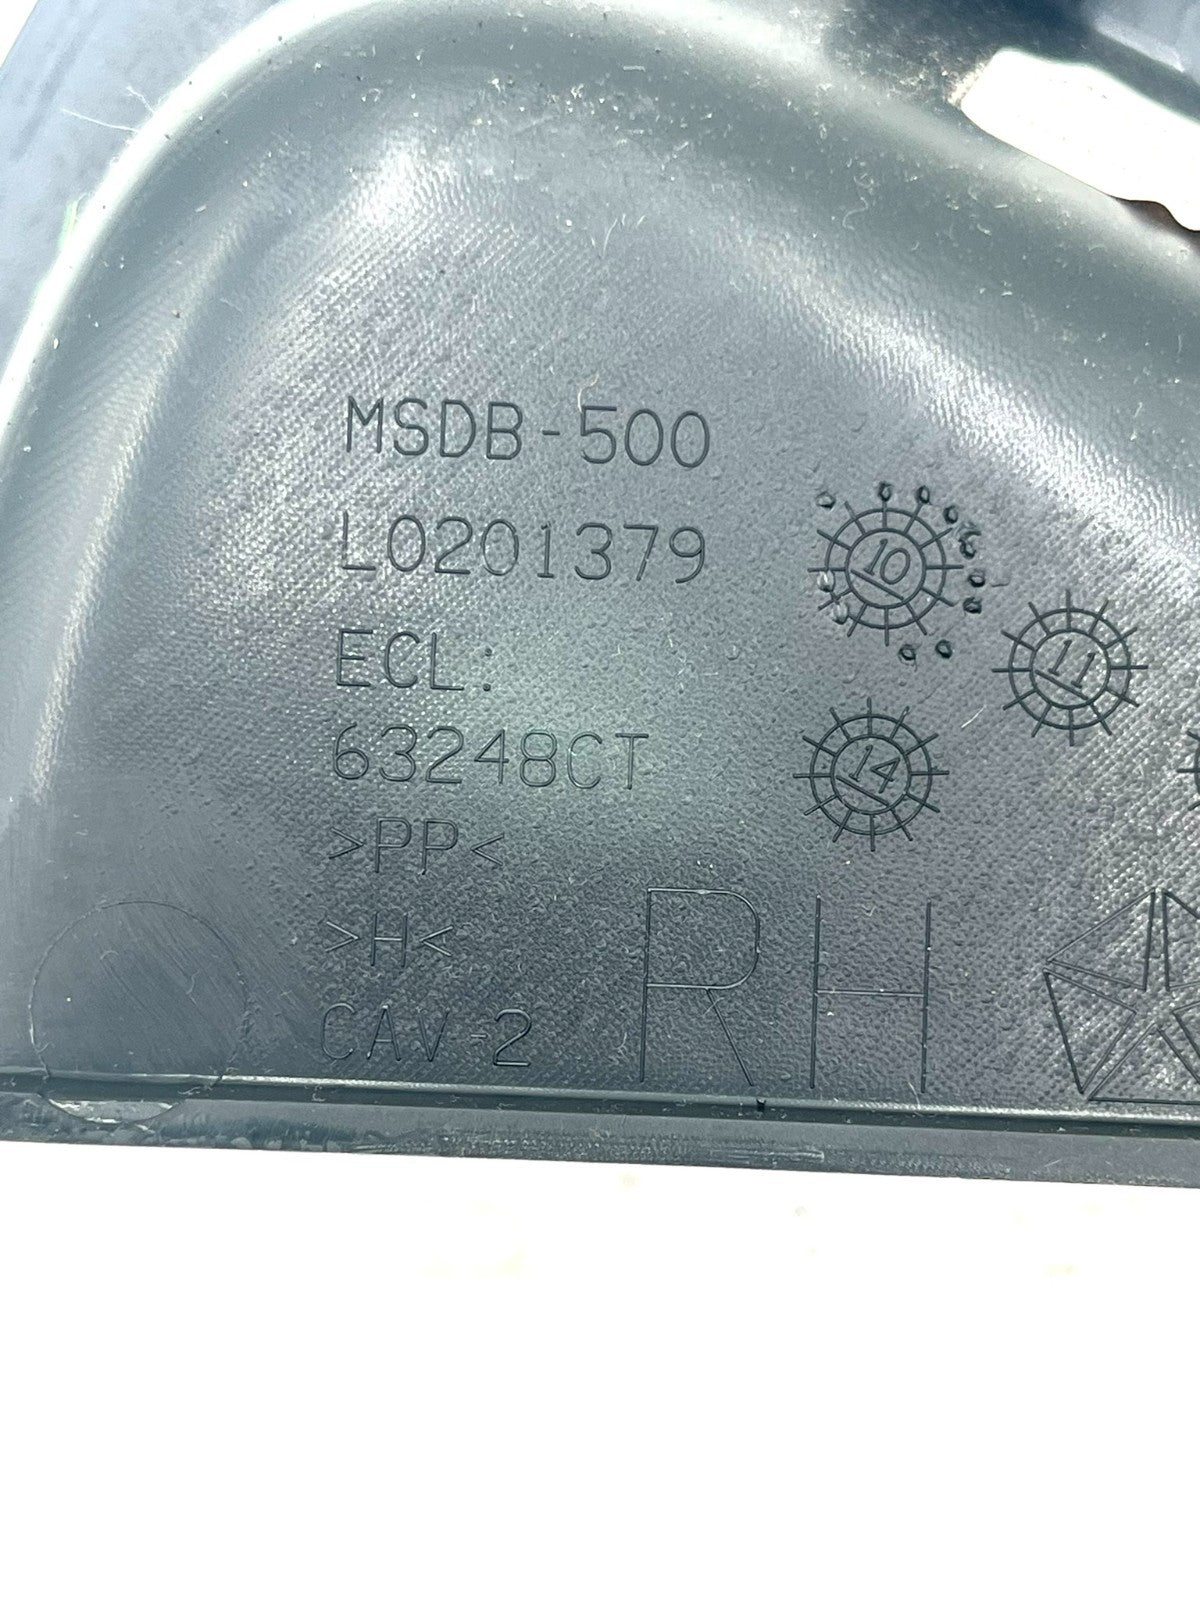 MSDB-500
L0201379
10
11
ECL:
63248CT
14
>PP<
>H<
RH
CAV-2